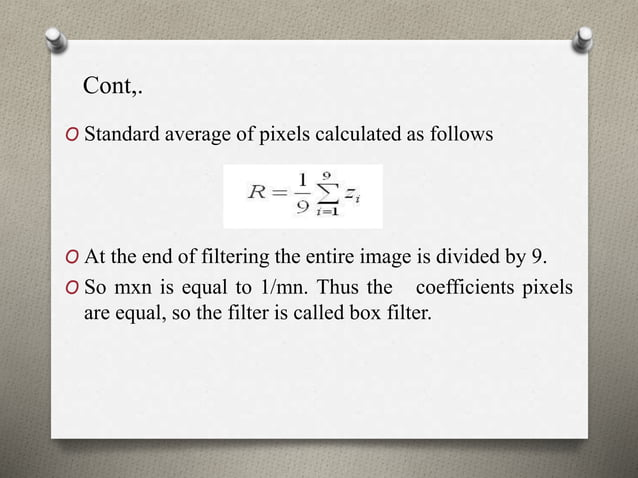 Cont,.
O Standard average of pixels calculated as follows
R = 1/9 9∑i=1 zi
O At the end of filtering the entire image is divided by 9.
O So mxn is equal to 1/mn. Thus the coefficients pixels
are equal, so the filter is called box filter.